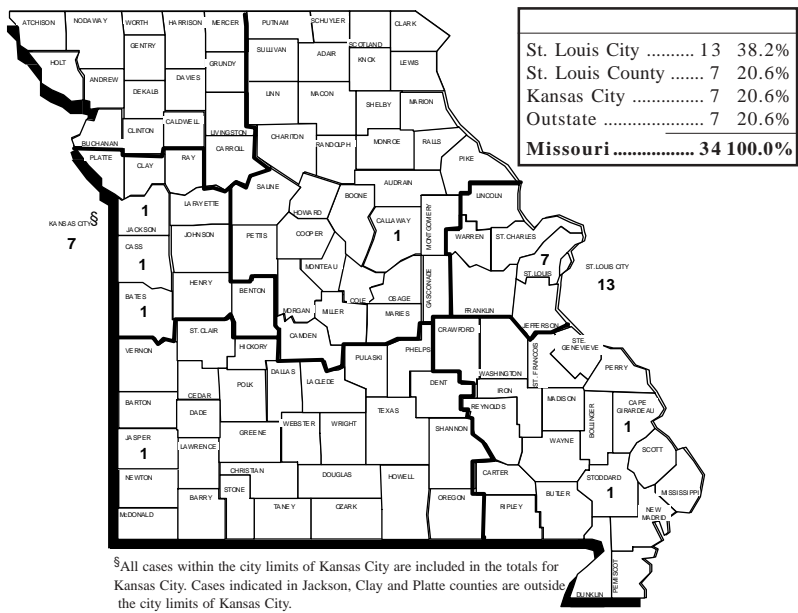 ATCHISON NODAWAY WORTH HARRISON MERCER PUTNAM SCHUYLER CLARK
SCOTLAND
HOLT GENTRY SULLIVAN ADAIR KNOX LEWIS
GRUNDY
ANDREW DAVIES
DEKALB LINN MACON SHELBY MARION
CLINTON CALDWELL LIVINGSTON CHARITON RANDOLPH MONROE RALLS
BUCHANAN CARROLL
PLATTE CLAY RAY PIKE
SALINE AUDRAIN
KANSAS CITY§
7
1
JACKSON
LAFAYETTE HOWARD BOONE CALLAWAY
1
MONTGOMERY LINCOLN
CASS
1
JOHNSON PETTIS COOPER WARREN ST. CHARLES
7
ST. LOUIS
ST.LOUIS CITY
13
MONITEAU
BATES
1
HENRY BENTON MORGAN MILLER COLE OSAGE GASCONADE
MARIES FRANKLIN JEFFERSON
CAMDEN
VERNON ST. CLAIR HICKORY PULASKI PHELPS CRAWFORD WASHINGTON ST. FRANCOIS STE. GENEVIEVE PERRY
DALLAS LACLEDE DENT IRON
BARTON CEDAR POLK TEXAS REYNOLDS MADISON BOLLINGER CAPE GIRARDEAU
1
DADE
JASPER
1
GREENE WEBSTER WRIGHT SHANNON WAYNE SCOTT
LAWRENCE
NEWTON CHRISTIAN DOUGLAS HOWELL CARTER STODDARD
1
MISSISSIPPI
STONE BUTLER
McDONALD BARRY TANEY OZARK OREGON RIPLEY NEW MADRID
DUNKLIN PEMISCOT
St. Louis City .......... 13 38.2%
St. Louis County ....... 7 20.6%
Kansas City ............... 7 20.6%
Outstate .................... 7 20.6%
Missouri................ 34 100.0%
§All cases within the city limits of Kansas City are included in the totals for
Kansas City. Cases indicated in Jackson, Clay and Platte counties are outside
the city limits of Kansas City.